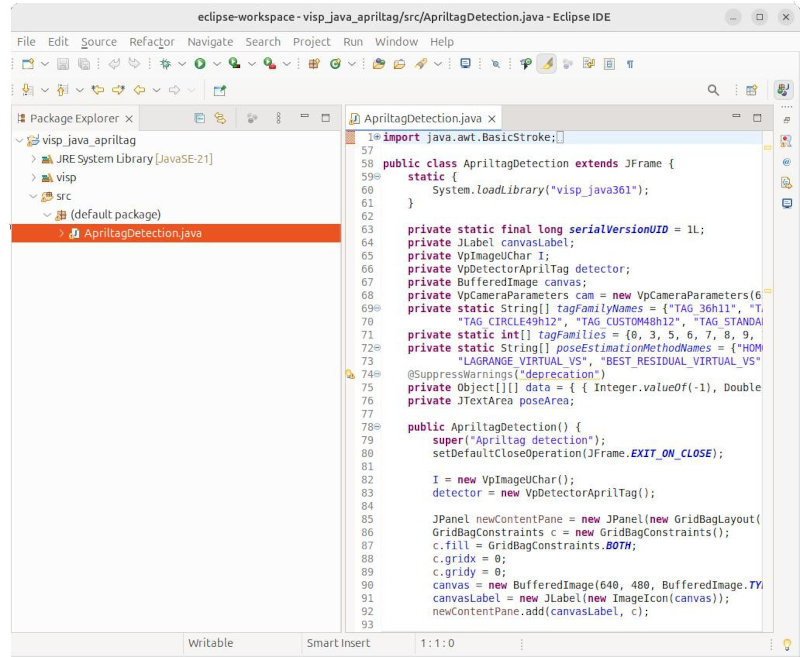 eclipse-workspace - visp_java_apriltag/src/ApriltagDetection.java - Eclipse IDE
File Edit Source Refactor Navigate Search Project Run Window Help
Package Explorer
visp_java_apriltag
JRE System Library [JavaSE-21]
visp
src
(default package)
ApriltagDetection.java
ApriltagDetection.java
1 import java.awt.BasicStroke;
57
58 public class ApriltagDetection extends JFrame {
59 static {
60 System.loadLibrary("visp_java361");
61 }
62
63 private static final long serialVersionUID = 1L;
64 private JLabel canvasLabel;
65 private VpImageUChar I;
66 private VpDetectorAprilTag detector;
67 private BufferedImage canvas;
68 private VpCameraParameters cam = new VpCameraParameters(6
69 private static String[] tagFamilyNames = {"TAG_36h11", "TA
70 "TAG_CIRCLE49h12", "TAG_CUSTOM48h12", "TAG_STANDA
71 private static int[] tagFamilies = {0, 3, 5, 6, 7, 8, 9,
72 private static String[] poseEstimationMethodNames = {"HOM
73 "LAGRANGE_VIRTUAL_VS", "BEST_RESIDUAL_VIRTUAL_VS"
74 @SuppressWarnings("deprecation")
75 private Object[][] data = { { Integer.valueOf(-1), Double
76 private JTextArea poseArea;
77
78 public ApriltagDetection() {
79 super("Apriltag detection");
80 setDefaultCloseOperation(JFrame.EXIT_ON_CLOSE);
81
82 I = new VpImageUChar();
83 detector = new VpDetectorAprilTag();
84
85 JPanel newContentPane = new JPanel(new GridBagLayout(
86 GridBagConstraints c = new GridBagConstraints();
87 c.fill = GridBagConstraints.BOTH;
88 c.gridx = 0;
89 c.gridy = 0;
90 canvas = new BufferedImage(640, 480, BufferedImage.TY
91 canvasLabel = new JLabel(new ImageIcon(canvas));
92 newContentPane.add(canvasLabel, c);
93
Writable Smart Insert 1 : 1 : 0